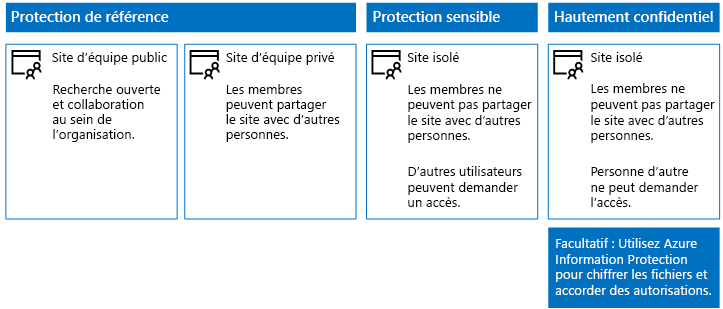 Protection de référence
Site d'équipe public
Recherche ouverte
et collaboration
au sein de
l'organisation.
Site d'équipe privé
Les membres
peuvent partager
le site avec d'autres
personnes.
Protection sensible
Site isolé
Les membres ne
peuvent pas partager
le site avec d'autres
personnes.
D'autres utilisateurs
peuvent demander
un accès.
Hautement confidentiel
Site isolé
Les membres ne
peuvent pas partager
le site avec d'autres
personnes.
Personne d'autre
ne peut demander
l'accès.
Facultatif : Utilisez Azure
Information Protection
pour chiffrer les fichiers et
accorder des autorisations.